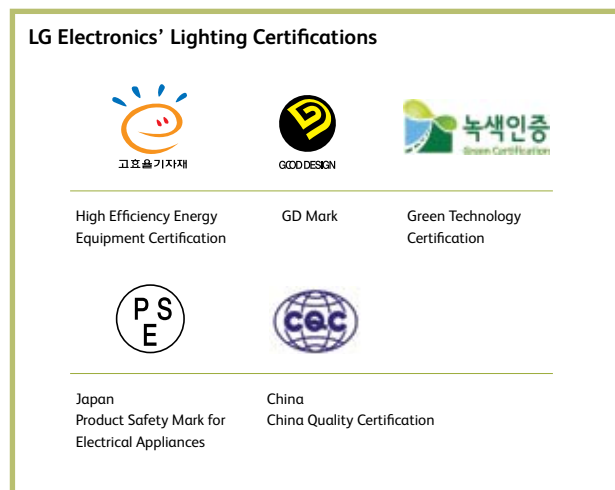 LG Electronics’ Lighting Certifications
고효율기자재
GOOD DESIGN
녹색인증
Green Certification
High Efficiency Energy
Equipment Certification
GD Mark
Green Technology
Certification
P S
E
CQC
Japan
Product Safety Mark for
Electrical Appliances
China
China Quality Certification